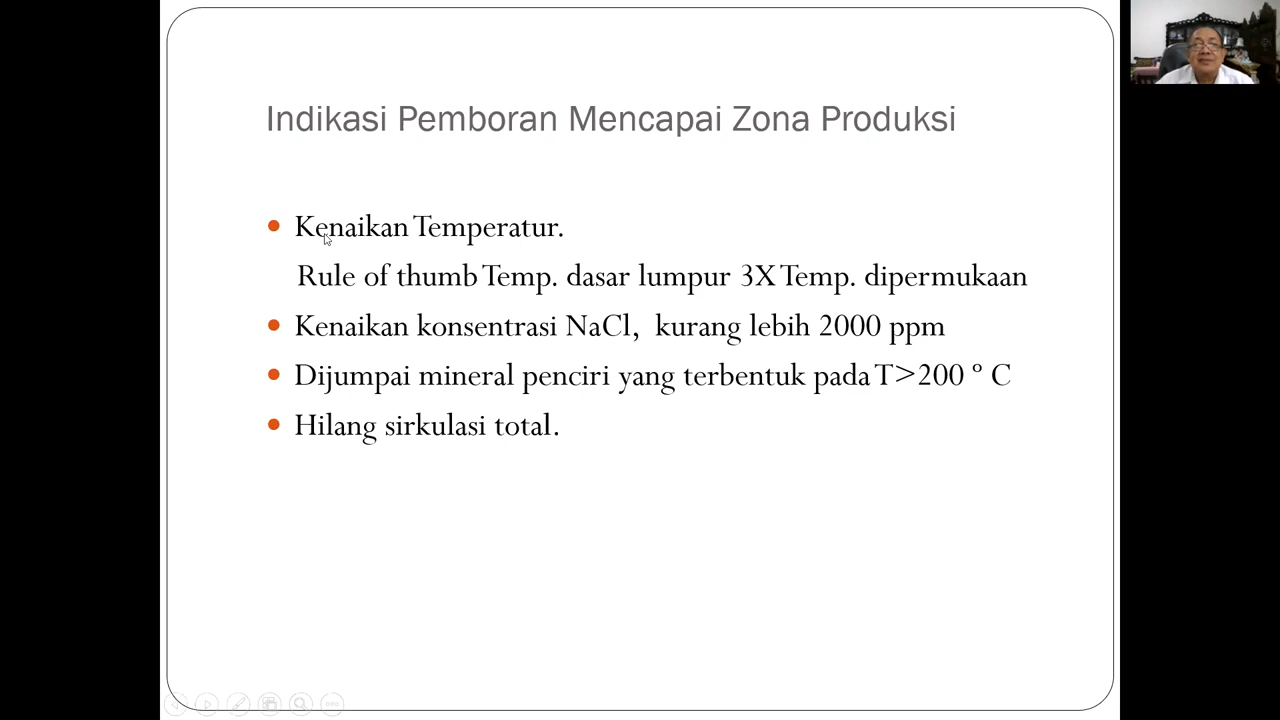 Indikasi Pemboran Mencapai Zona Produksi
Kenaikan Temperatur.
Rule of thumb Temp. dasar lumpur 3X Temp. dipermukaan
Kenaikan konsentrasi NaCl, kurang lebih 2000 ppm
Dijumpai mineral penciri yang terbentuk pada T>200 º C
Hilang sirkulasi total.